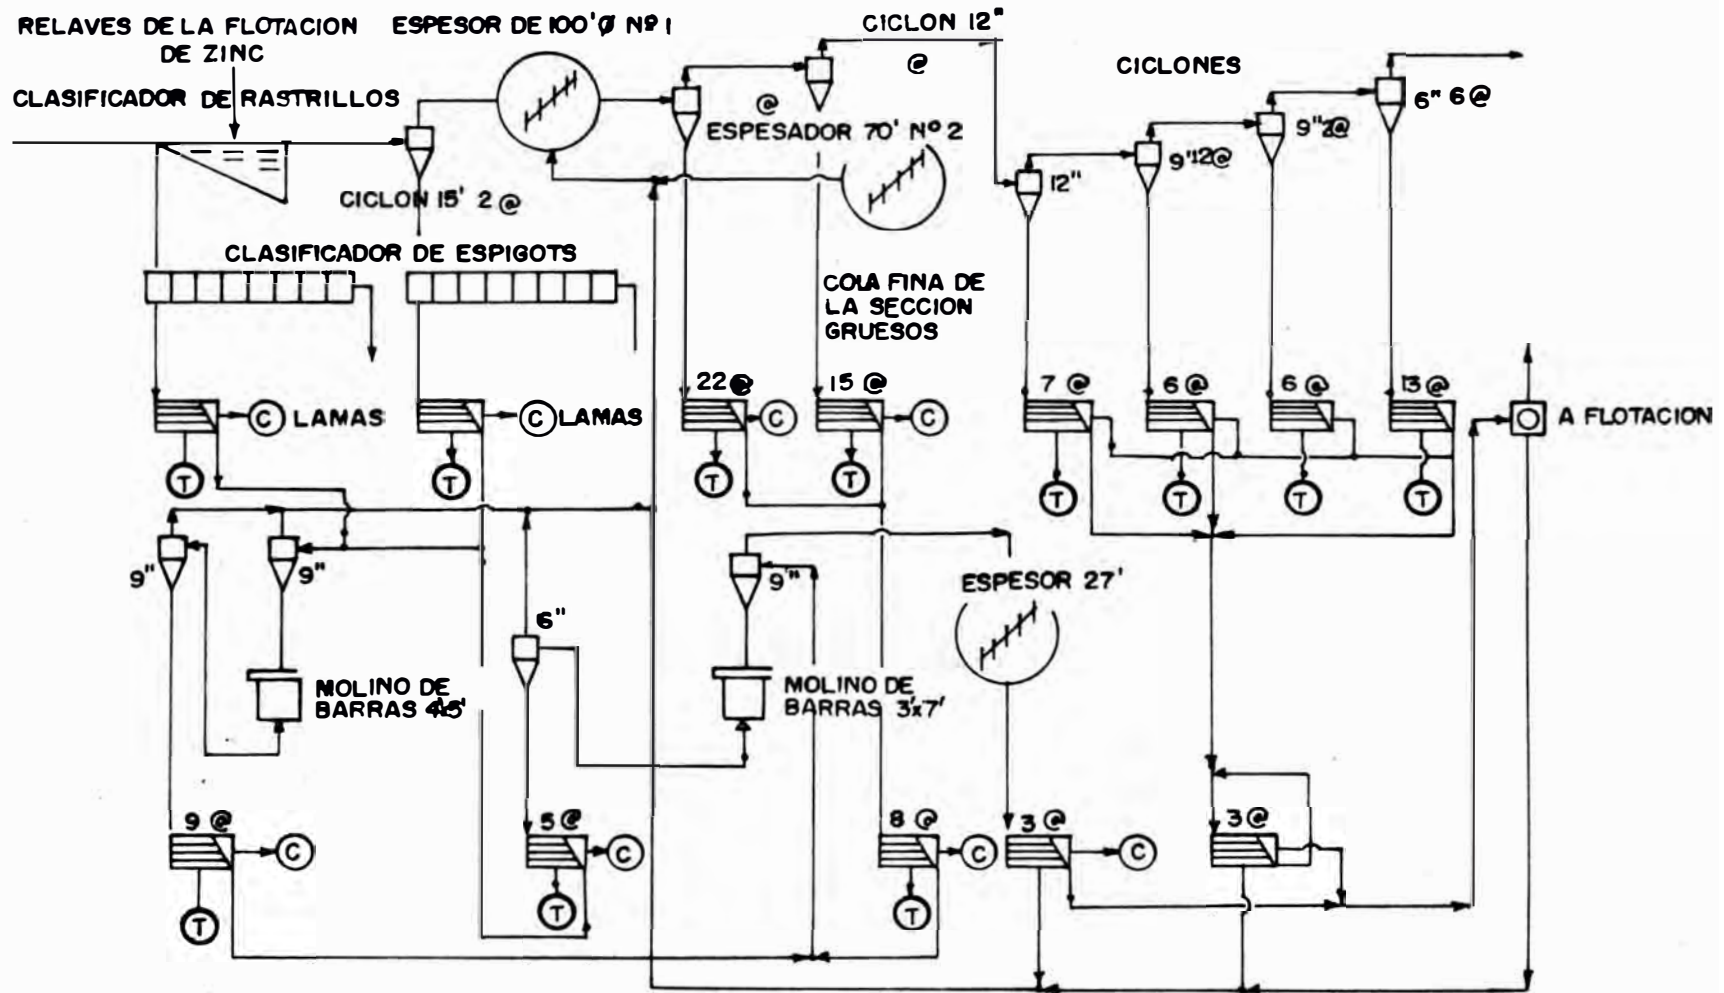 RELAVES DE LA FLOTACION
DE ZINC
ESPESOR DE 100'Ø Nº 1
CICLON 12"
@
CICLONES
CLASIFICADOR DE RASTRILLOS
@
6" 6@
ESPESADOR 70' Nº 2
9"2@
9"12@
12"
CICLON 15' 2 @
CLASIFICADOR DE ESPIGOTS
COLA FINA DE
LA SECCION
GRUESOS
22 @
15 @
7 @
6 @
6 @
13 @
C LAMAS
C LAMAS
C
C
A FLOTACION
T
T
T
T
T
T
T
T
9"
9"
9"
ESPESOR 27'
6"
MOLINO DE
BARRAS 4'x5'
MOLINO DE
BARRAS 3'x7'
9 @
5 @
8 @
3 @
3 @
C
C
C
C
T
T
T